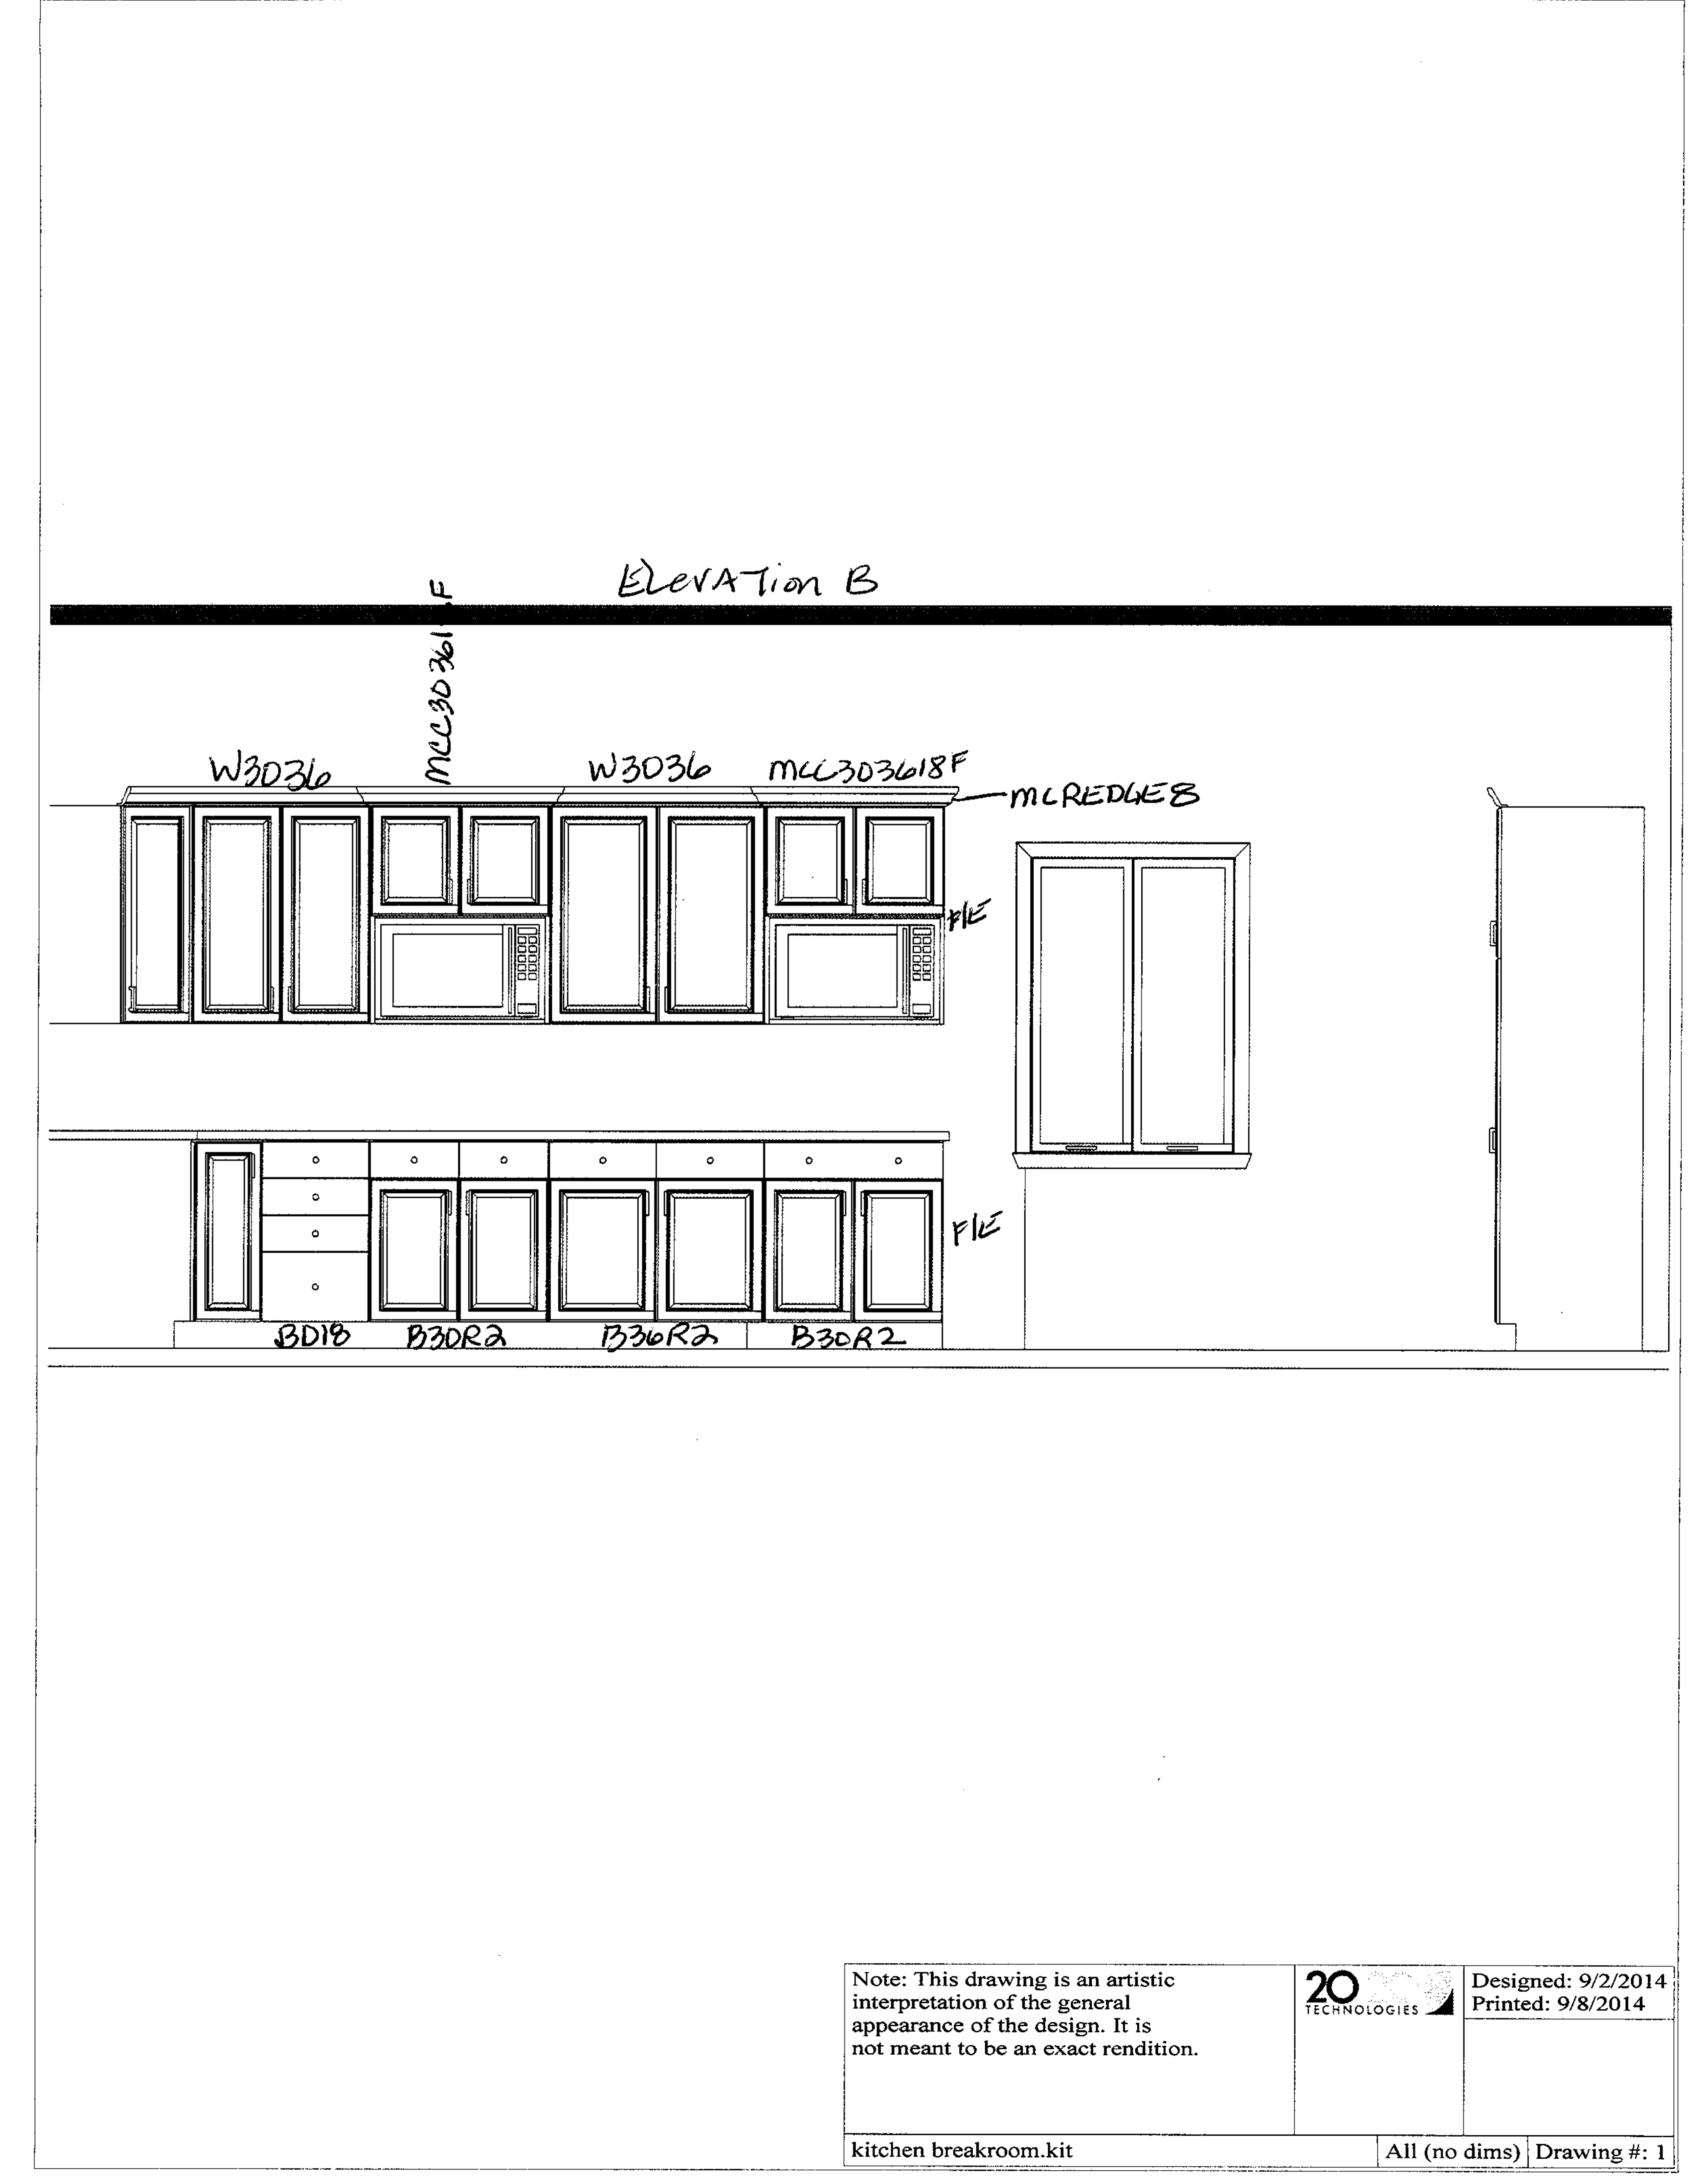 Elevation B
MCC30361 F
W3036
W3036
MCC303618F
MCREDGE8
F/E
F/E
BD18
B30R2
B36R2
B30R2
Note: This drawing is an artistic
interpretation of the general
appearance of the design. It is
not meant to be an exact rendition.
20
TECHNOLOGIES
Designed: 9/2/2014
Printed: 9/8/2014
kitchen breakroom.kit
All (no dims)
Drawing #: 1